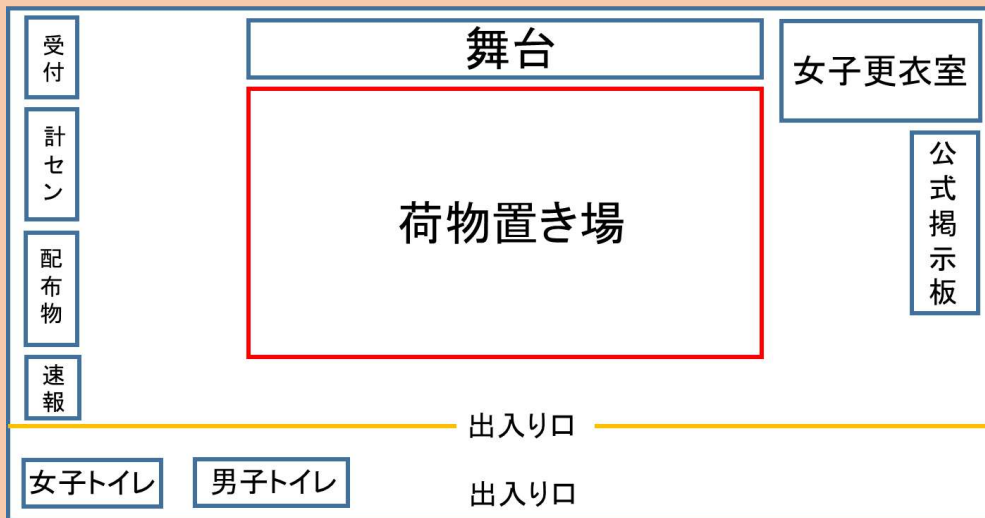 受付
舞台
女子更衣室
計セン
公式掲示板
荷物置き場
配布物
速報
出入り口
女子トイレ
男子トイレ
出入り口